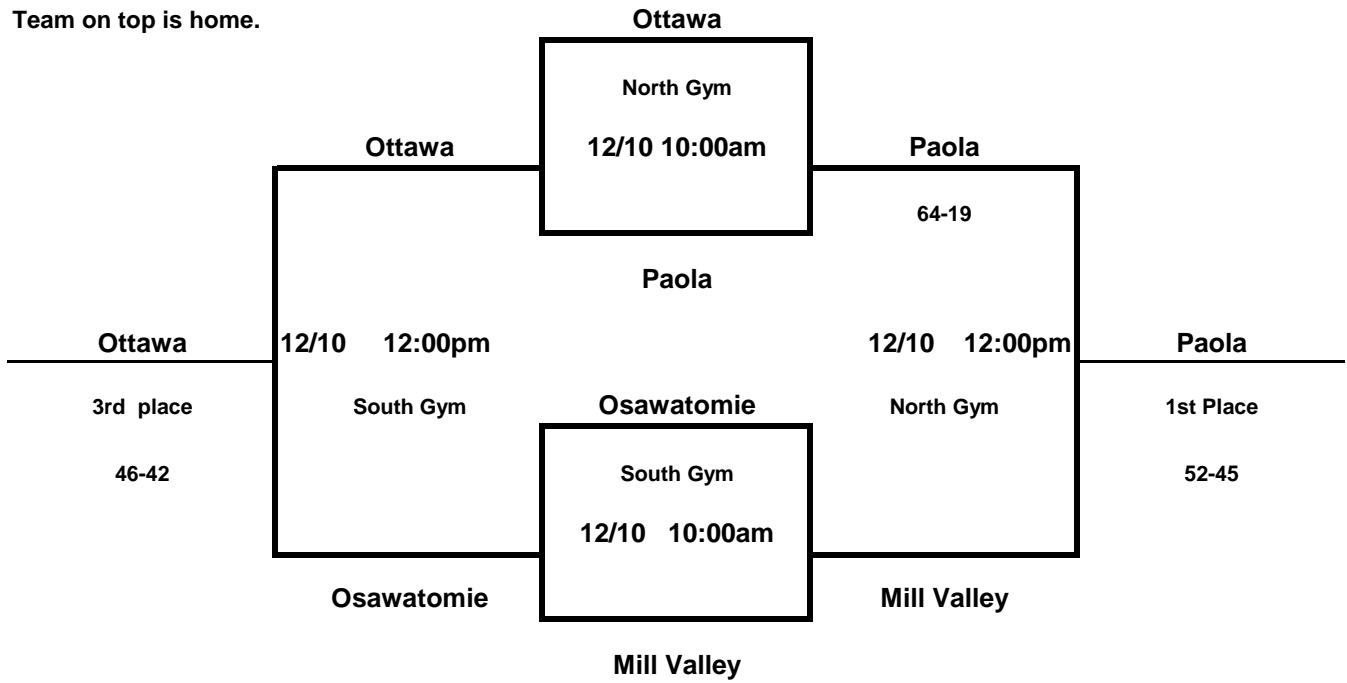 Team on top is home.
Ottawa
North Gym
Ottawa
12/10 10:00am
Paola
64-19
Paola
Ottawa
12/10 12:00pm
12/10 12:00pm
Paola
3rd place
South Gym
Osawatomie
North Gym
1st Place
46-42
South Gym
52-45
12/10 10:00am
Osawatomie
Mill Valley
Mill Valley